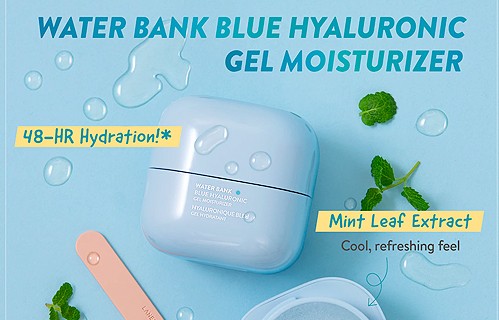 WATER BANK BLUE HYALURONIC
GEL MOISTURIZER
48-HR Hydration!*
WATER BANK
BLUE HYALURONIC
GEL MOISTURIZER
HYALURONIQUE BLEU
GEL HYDRATANT
Mint Leaf Extract
Cool, refreshing feel